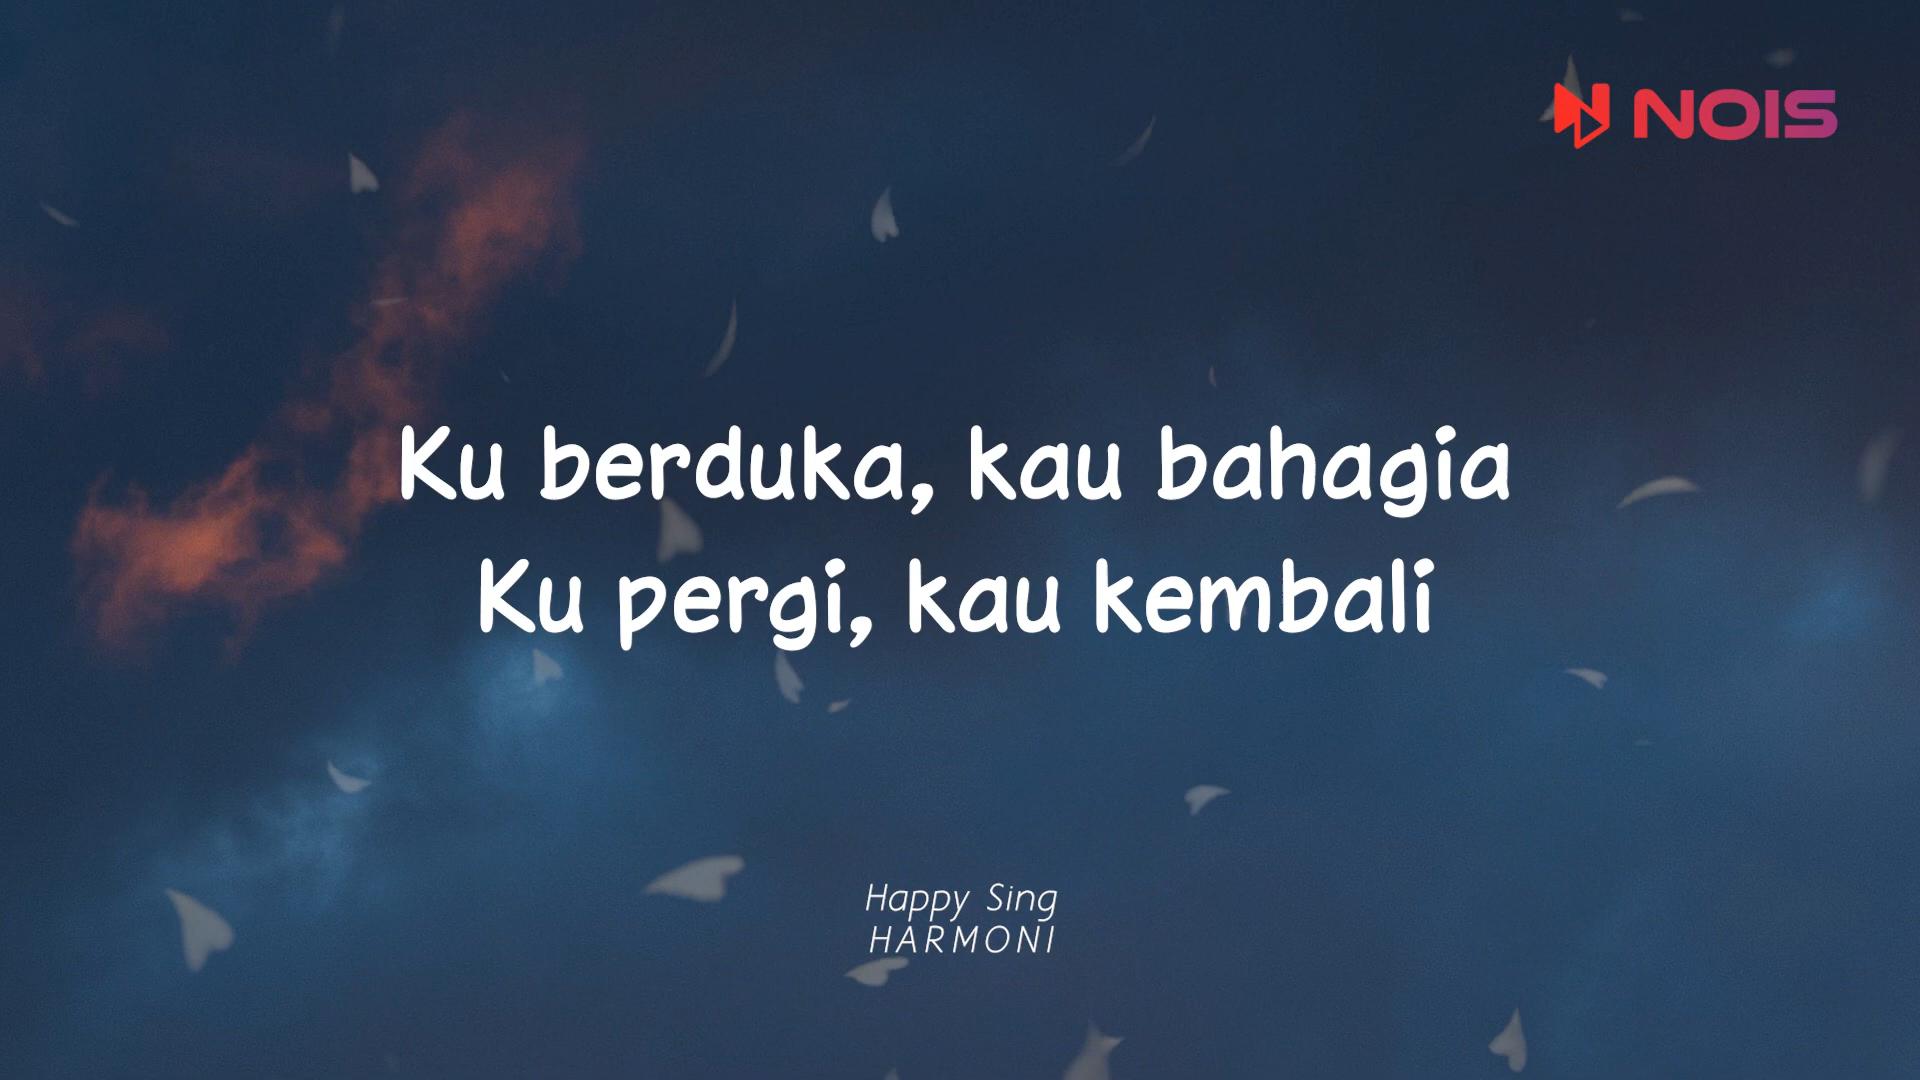 NOIS
Ku berduka, kau bahagia
Ku pergi, kau kembali
Happy Sing
HARMONI